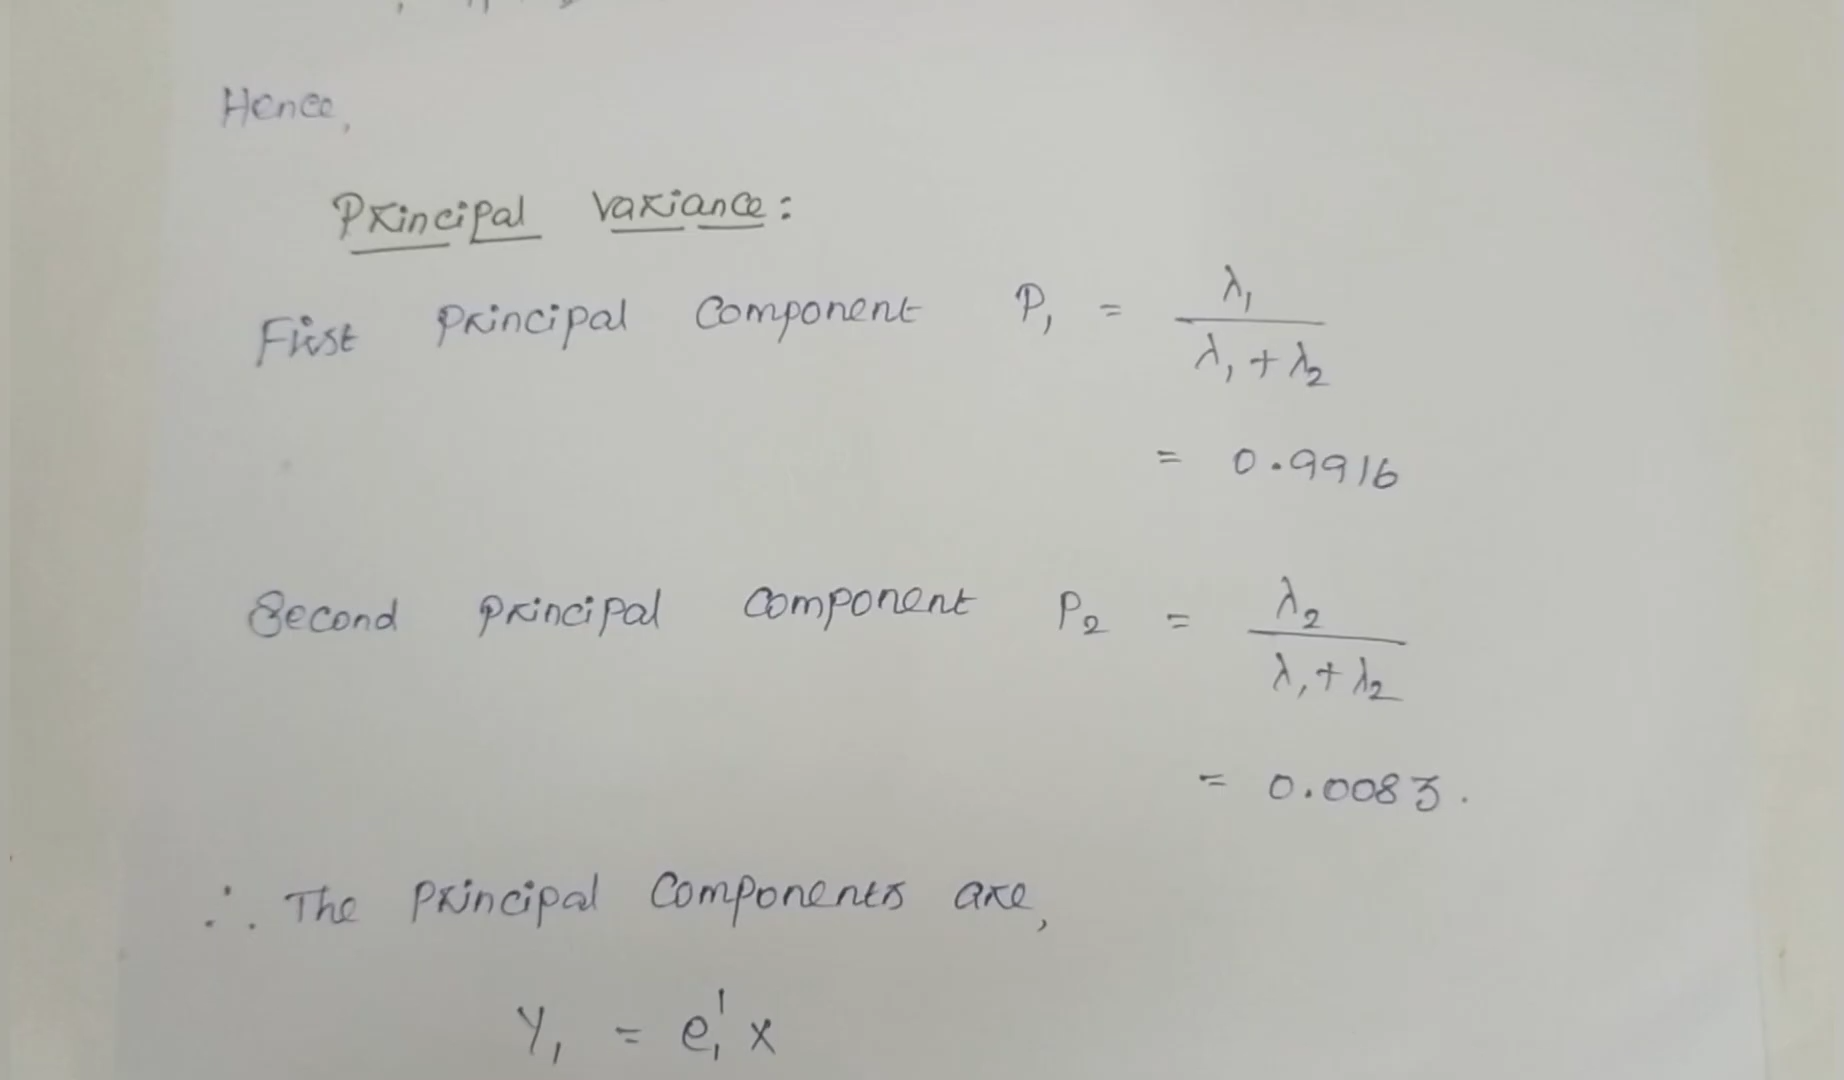 Hence,
Principal Variance:
First Principal Component P₁ = λ₁ / (λ₁ + λ₂)
= 0.9916
Second Principal Component P₂ = λ₂ / (λ₁ + λ₂)
= 0.0083.
∴ The Principal Components are,
Y₁ = e₁' x